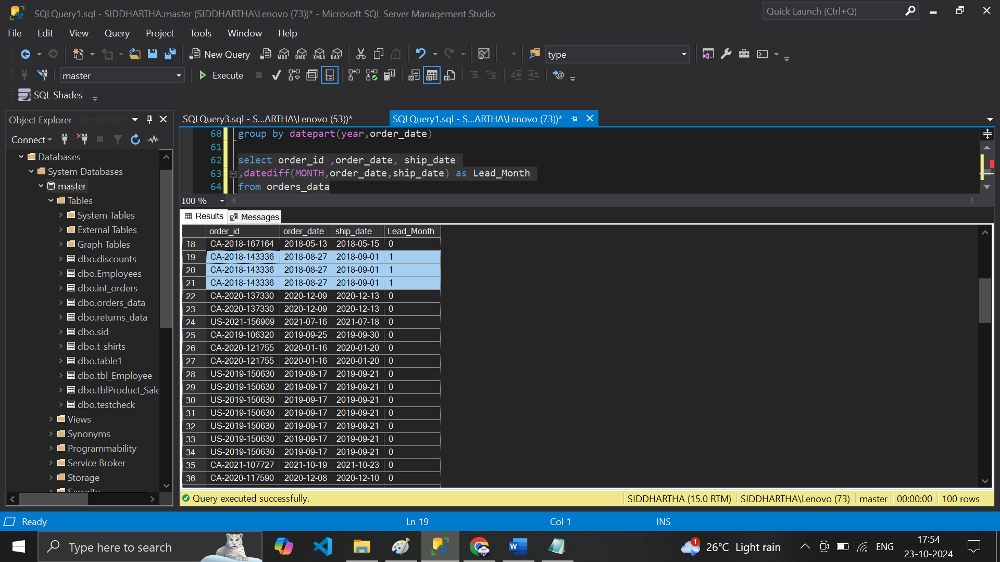 SQLQuery1.sql - SIDDHARTHA.master (SIDDHARTHA\Lenovo (73))* - Microsoft SQL Server Management Studio
Quick Launch (Ctrl+Q)
File Edit View Query Project Tools Window Help
New Query MDX DMX XMLA DAX type
master Execute
SQL Shades
Object Explorer
Connect
Databases
System Databases
master
Tables
System Tables
External Tables
Graph Tables
dbo.discounts
dbo.Employees
dbo.int_orders
dbo.orders_data
dbo.returns_data
dbo.sid
dbo.t_shirts
dbo.table1
dbo.tbl_Employee
dbo.tblProduct_Sale
dbo.testcheck
Views
Synonyms
Programmability
Service Broker
Storage
Security
SQLQuery3.sql - S...ARTHA\Lenovo (53))* SQLQuery1.sql - S...ARTHA\Lenovo (73))*
60 group by datepart(year,order_date)
61
62 select order_id ,order_date, ship_date
63 ,datediff(MONTH,order_date,ship_date) as Lead_Month
64 from orders_data
100 %
Results Messages
order_id order_date ship_date Lead_Month
18 CA-2018-167164 2018-05-13 2018-05-15 0
19 CA-2018-143336 2018-08-27 2018-09-01 1
20 CA-2018-143336 2018-08-27 2018-09-01 1
21 CA-2018-143336 2018-08-27 2018-09-01 1
22 CA-2020-137330 2020-12-09 2020-12-13 0
23 CA-2020-137330 2020-12-09 2020-12-13 0
24 US-2021-156909 2021-07-16 2021-07-18 0
25 CA-2019-106320 2019-09-25 2019-09-30 0
26 CA-2020-121755 2020-01-16 2020-01-20 0
27 CA-2020-121755 2020-01-16 2020-01-20 0
28 US-2019-150630 2019-09-17 2019-09-21 0
29 US-2019-150630 2019-09-17 2019-09-21 0
30 US-2019-150630 2019-09-17 2019-09-21 0
31 US-2019-150630 2019-09-17 2019-09-21 0
32 US-2019-150630 2019-09-17 2019-09-21 0
33 US-2019-150630 2019-09-17 2019-09-21 0
34 US-2019-150630 2019-09-17 2019-09-21 0
35 CA-2021-107727 2021-10-19 2021-10-23 0
36 CA-2020-117590 2020-12-08 2020-12-10 0
Query executed successfully. SIDDHARTHA (15.0 RTM) SIDDHARTHA\Lenovo (73) master 00:00:00 100 rows
Ready Ln 19 Col 1 INS
Type here to search 1 26°C Light rain ENG 17:54
23-10-2024